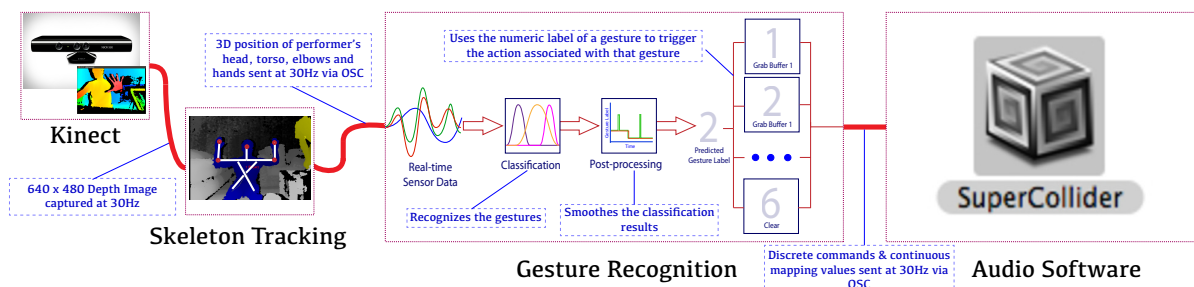 Kinect
640 x 480 Depth Image
captured at 30Hz
Skeleton Tracking
3D position of performer's
head, torso, elbows and
hands sent at 30Hz via OSC
Uses the numeric label of a gesture to trigger
the action associated with that gesture
Real-time
Sensor Data
Classification
Gesture Label
Time
Post-processing
2
Predicted
Gesture Label
1
Grab Buffer 1
2
Grab Buffer 1
6
Clear
Recognizes the gestures
Smoothes the classification
results
Gesture Recognition
Discrete commands & continuous
mapping values sent at 30Hz via
OSC
SuperCollider
Audio Software